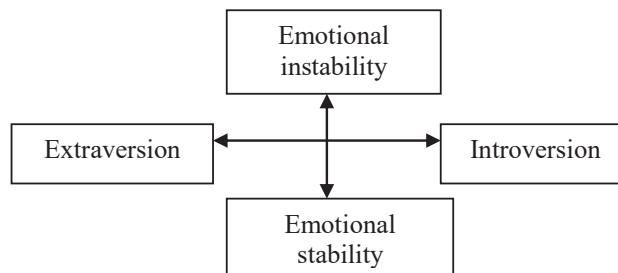 Emotional
instability
Extraversion
Introversion
Emotional
stability